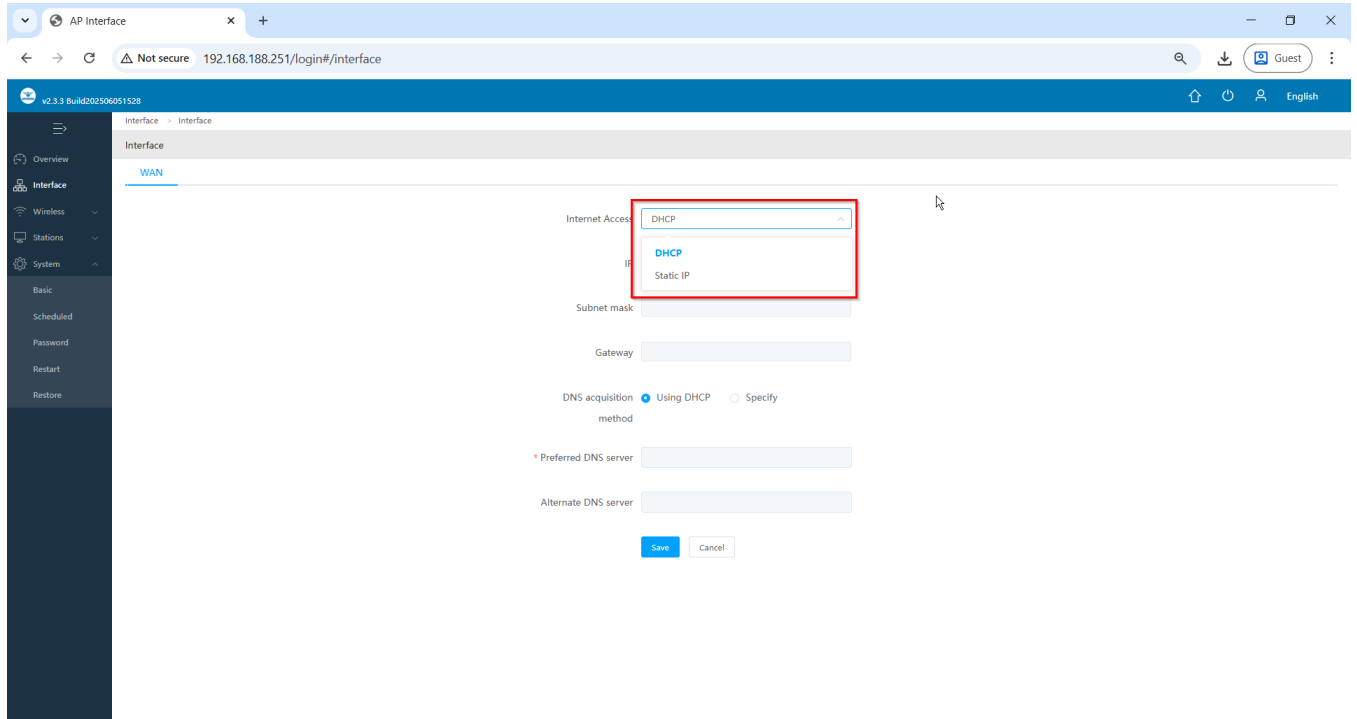 AP Interface
Not secure 192.168.188.251/login#/interface
Guest
v2.3.3 Build202506051528
English
Interface > Interface
Interface
WAN
Overview
Interface
Wireless
Stations
System
Basic
Scheduled
Password
Restart
Restore
Internet Access DHCP
DHCP
Static IP
Subnet mask
Gateway
DNS acquisition method
Using DHCP Specify
* Preferred DNS server
Alternate DNS server
Save Cancel